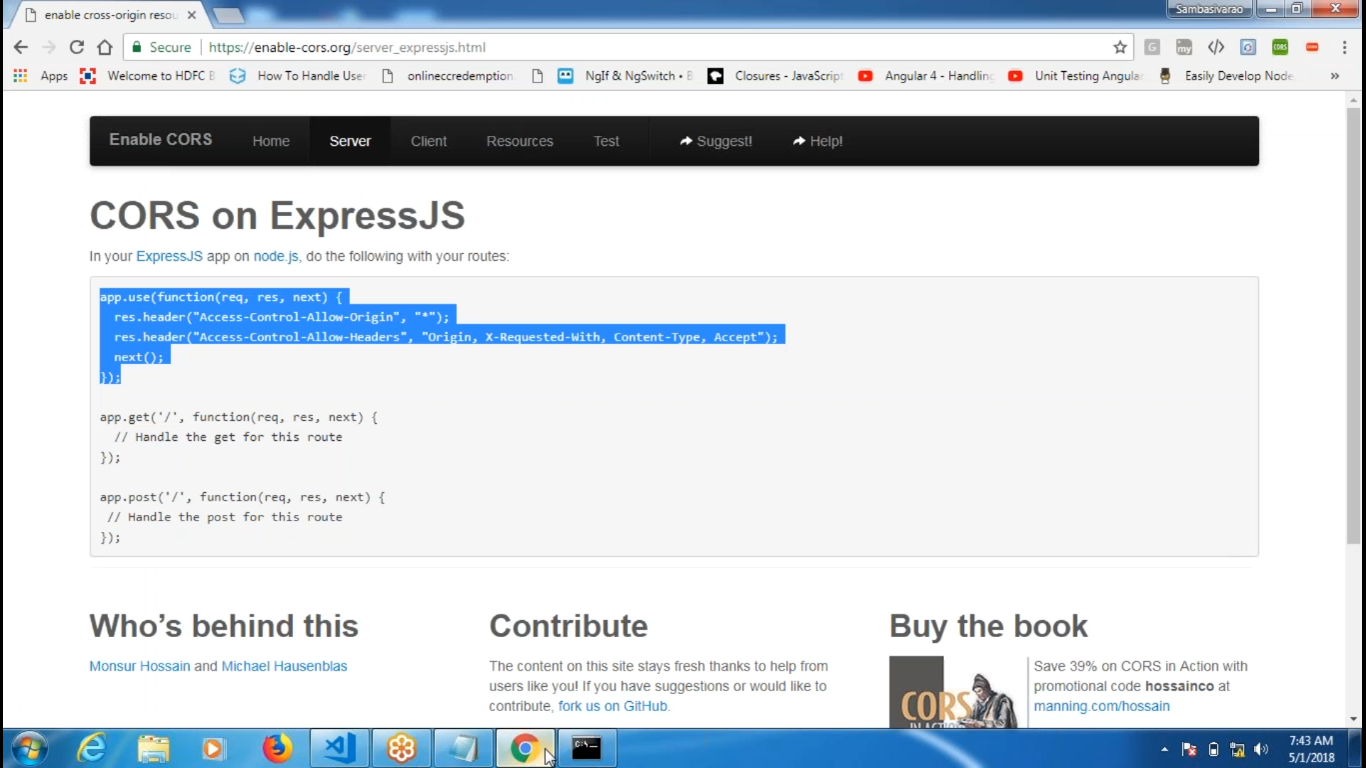 enable cross-origin resou
Sambasivarao
Secure
https://enable-cors.org/server_expressjs.html
Apps
Welcome to HDFC B
How To Handle User
onlineccredemption
NgIf & NgSwitch • B
Closures - JavaScript
Angular 4 - Handling
Unit Testing Angular
Easily Develop Node
»
Enable CORS Home Server Client Resources Test Suggest! Help!
CORS on ExpressJS
In your ExpressJS app on node.js, do the following with your routes:
app.use(function(req, res, next) {
res.header("Access-Control-Allow-Origin", "*");
res.header("Access-Control-Allow-Headers", "Origin, X-Requested-With, Content-Type, Accept");
next();
});
app.get('/', function(req, res, next) {
// Handle the get for this route
});
app.post('/', function(req, res, next) {
// Handle the post for this route
});
Who's behind this
Monsur Hossain and Michael Hausenblas
Contribute
The content on this site stays fresh thanks to help from
users like you! If you have suggestions or would like to
contribute, fork us on GitHub.
Buy the book
CORS
IN ACTION
Save 39% on CORS in Action with
promotional code hossainco at
manning.com/hossain
7:43 AM
5/1/2018